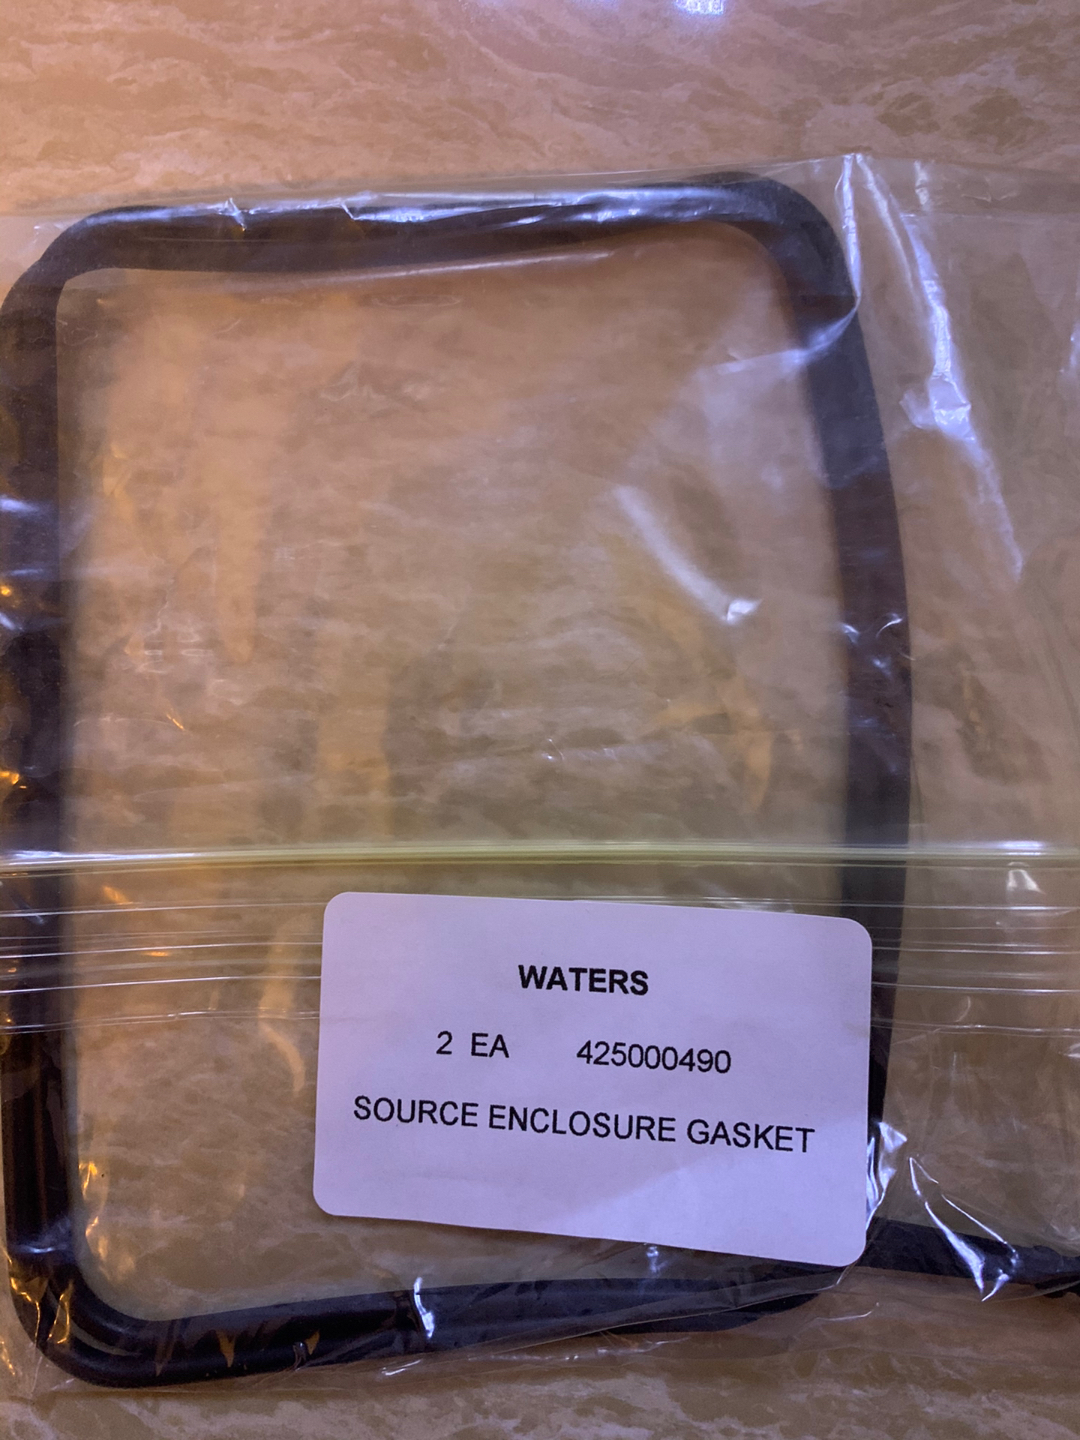 WATERS
2 EA 425000490
SOURCE ENCLOSURE GASKET